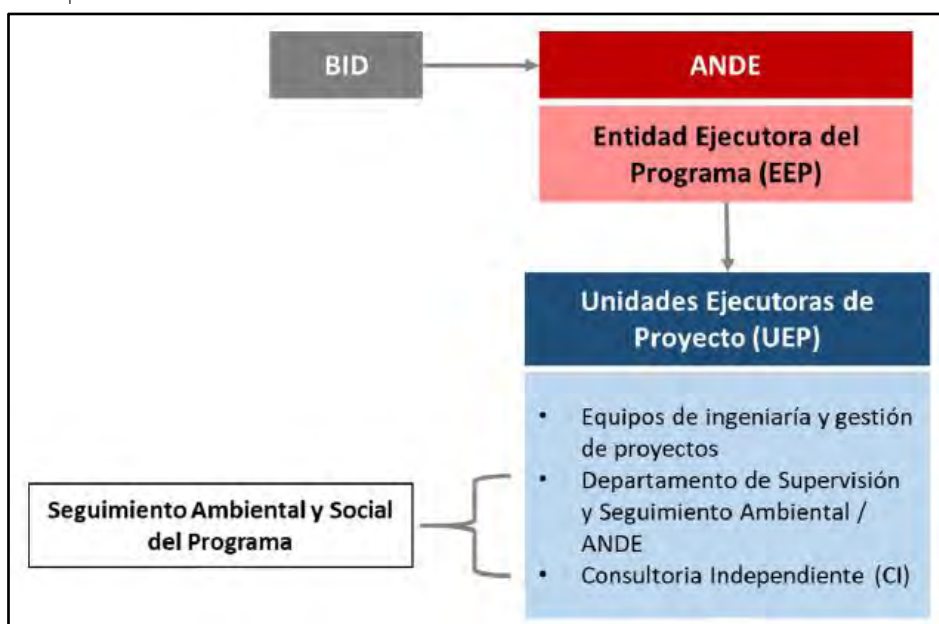 BID
ANDE
Entidad Ejecutora del
Programa (EEP)
Unidades Ejecutoras de
Proyecto (UEP)
• Equipos de ingeniaría y gestión
de proyectos
• Departamento de Supervisión
y Seguimiento Ambiental /
ANDE
• Consultoria Independiente (CI)
Seguimiento Ambiental y Social
del Programa